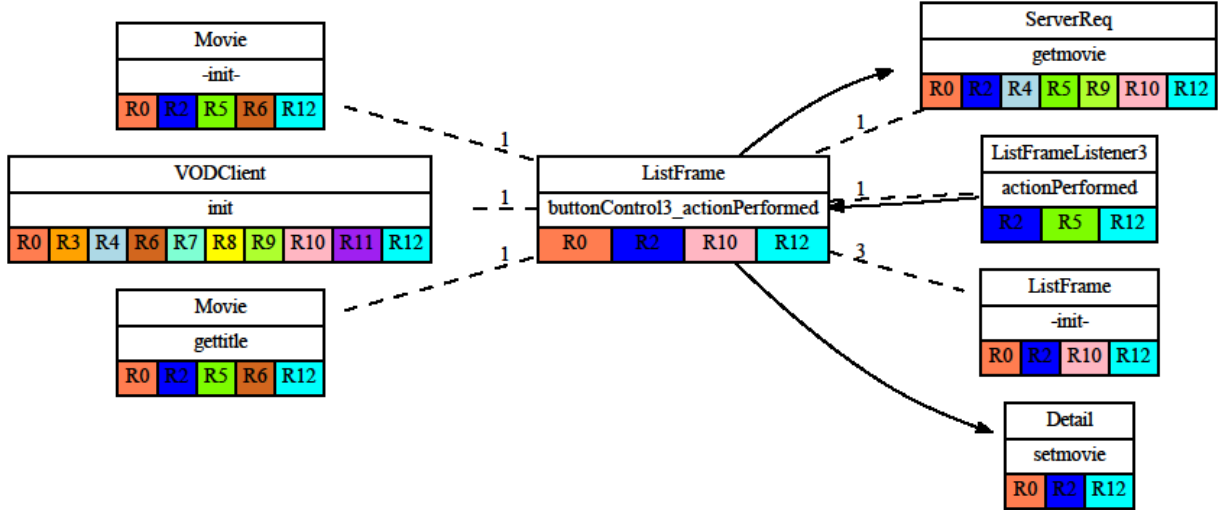 Movie
-init-
R0 R2 R5 R6 R12
VODClient
init
R0 R3 R4 R6 R7 R8 R9 R10 R11 R12
Movie
gettitle
R0 R2 R5 R6 R12
1
1
1
ListFrame
buttonControl3_actionPerformed
R0 R2 R10 R12
1
1
3
ServerReq
getmovie
R0 R2 R4 R5 R9 R10 R12
ListFrameListener3
actionPerformed
R2 R5 R12
ListFrame
-init-
R0 R2 R10 R12
Detail
setmovie
R0 R2 R12